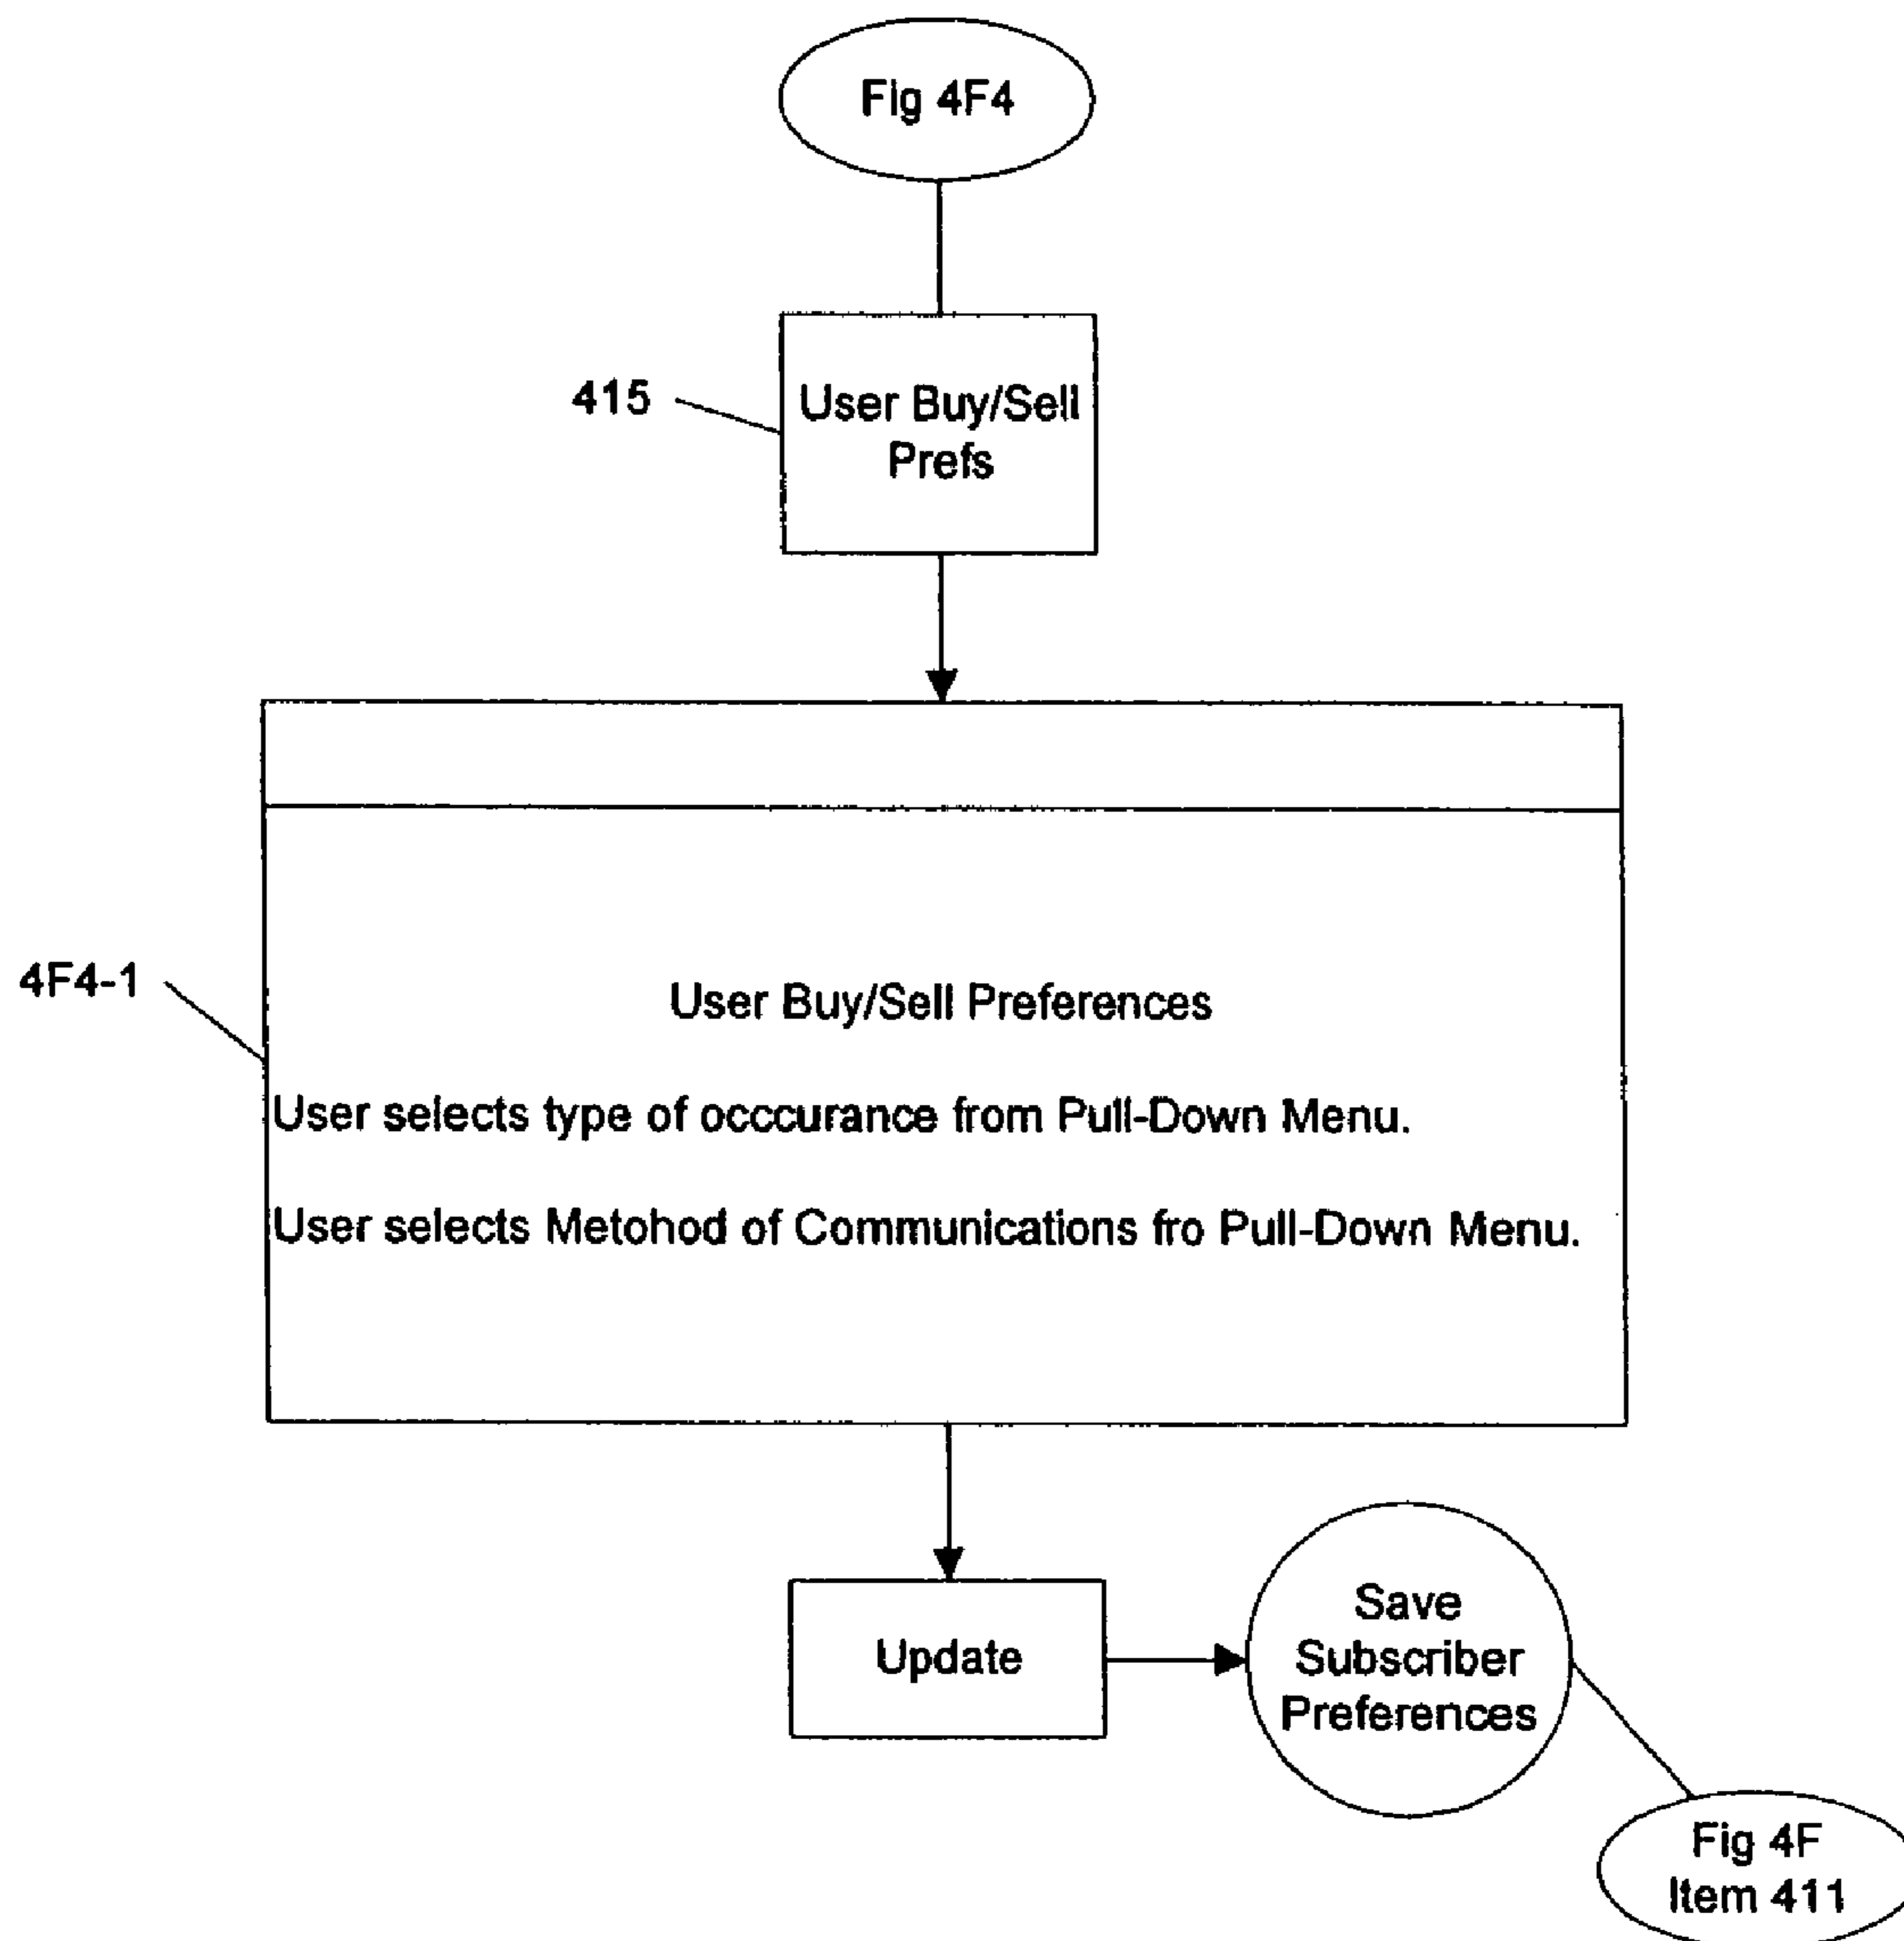 Fig 4F4
415
User Buy/Sell
Prefs
4F4-1
User Buy/Sell Preferences
User selects type of occcurance from Pull-Down Menu.
User selects Metohod of Communications fro Pull-Down Menu.
Update
Save
Subscriber
Preferences
Fig 4F
Item 411